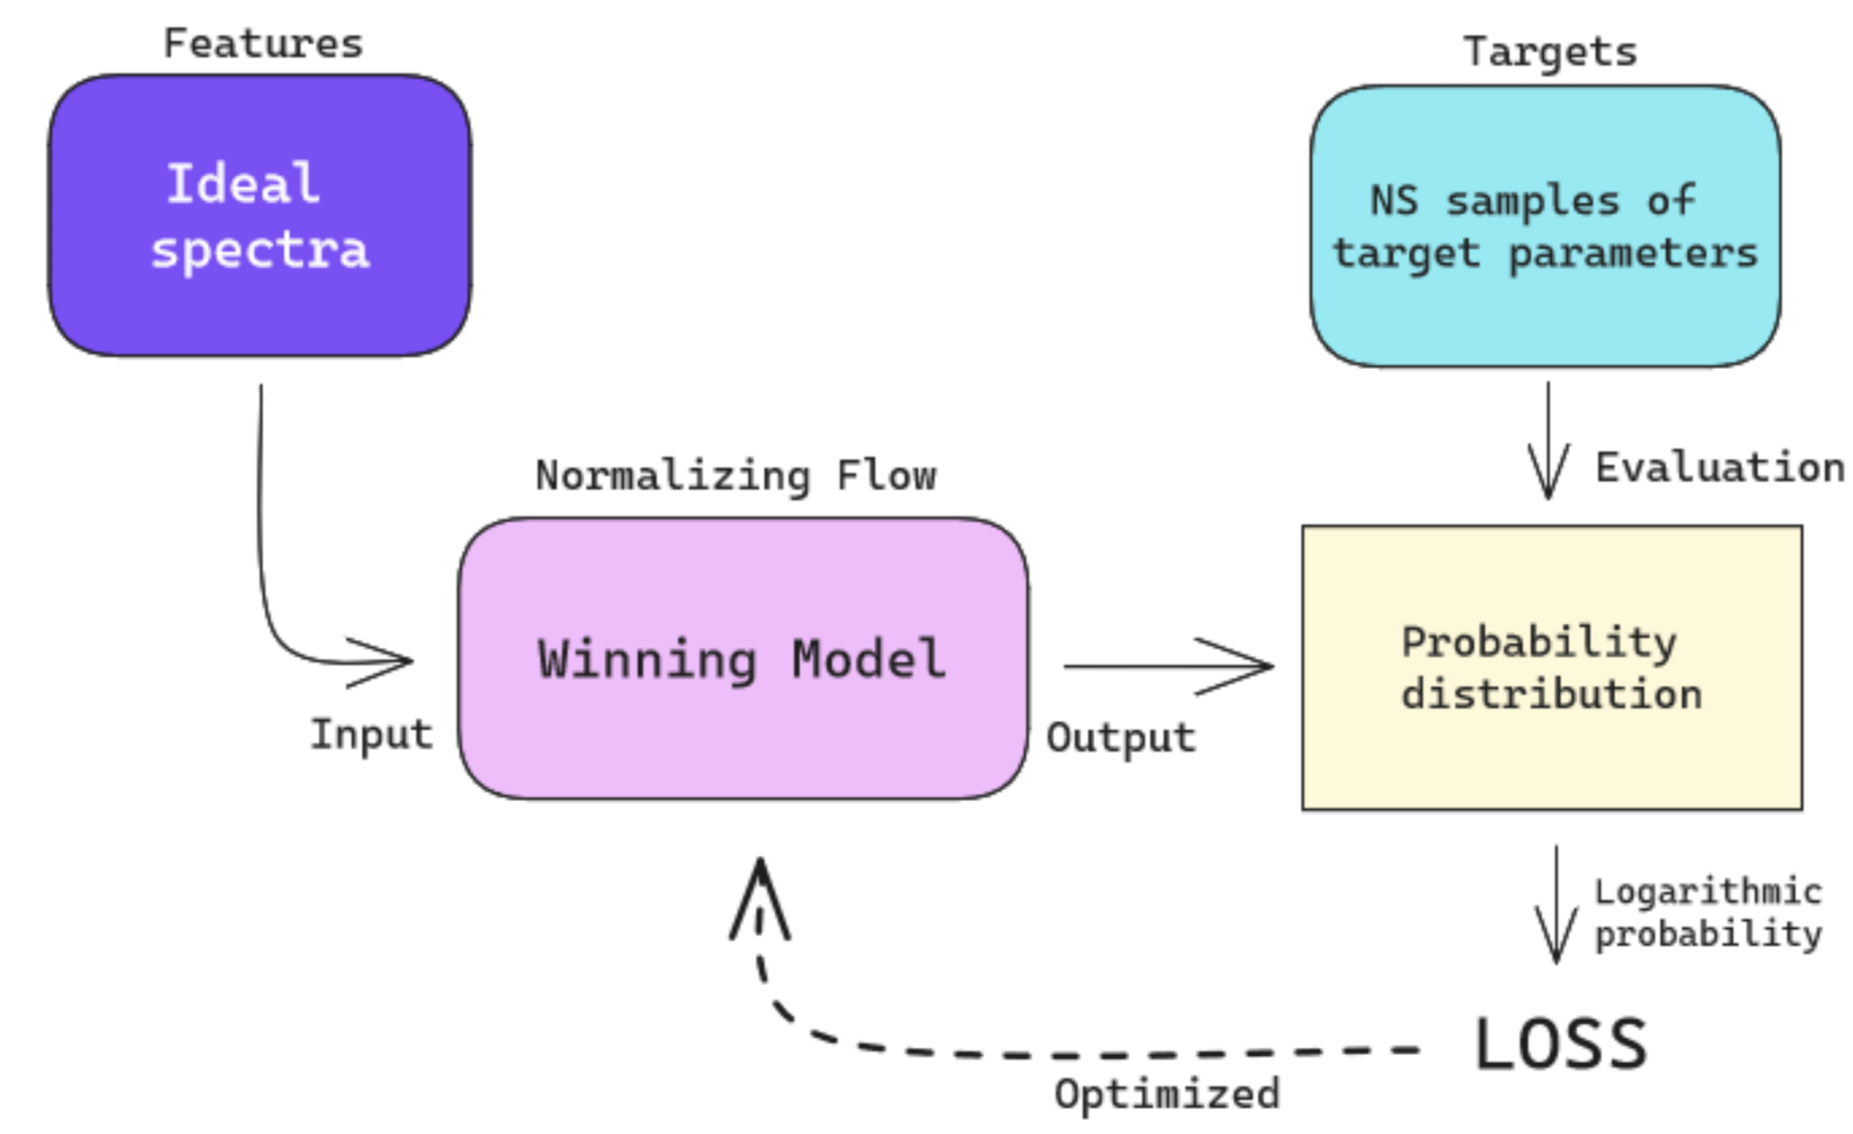 Features
Ideal
spectra
Targets
NS samples of
target parameters
Evaluation
Normalizing Flow
Winning Model
Input
Output
Probability
distribution
Logarithmic
probability
LOSS
Optimized